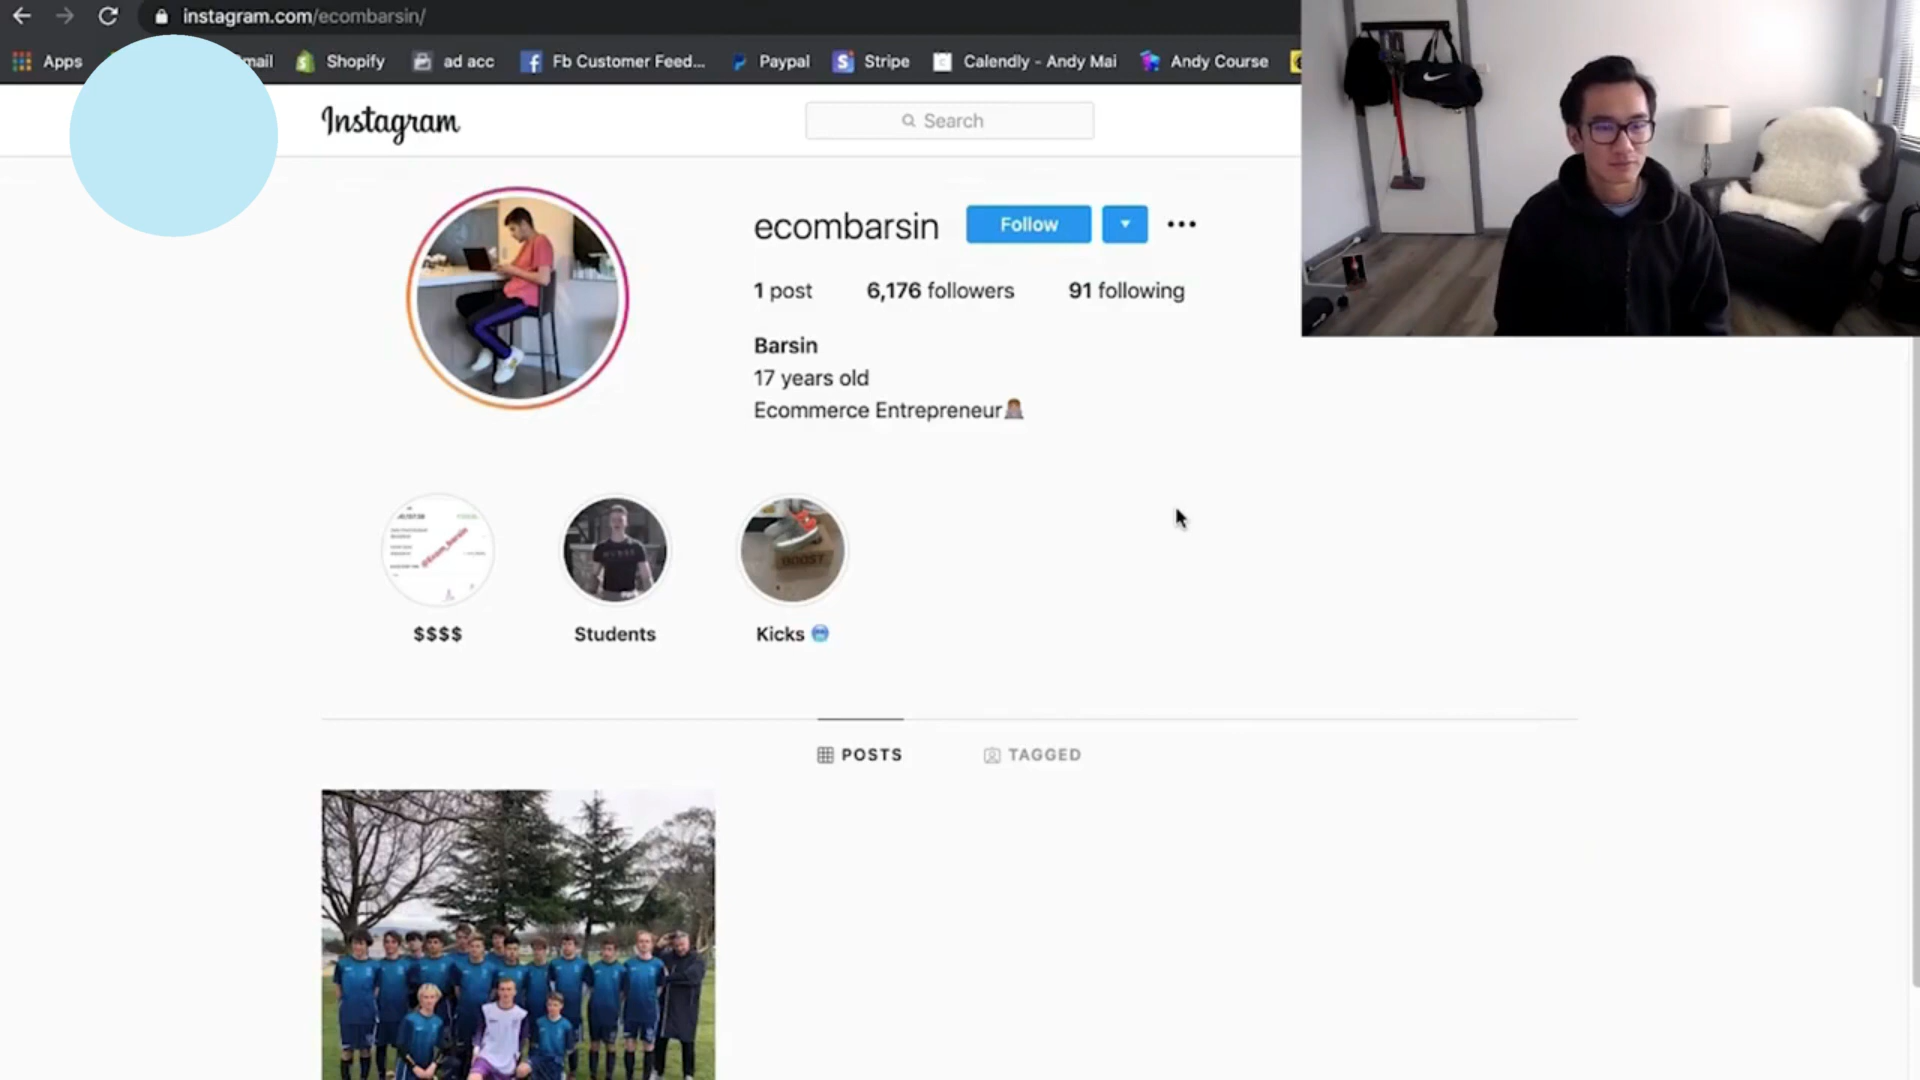 instagram.com/ecombarsin/
Apps
mail
Shopify
ad acc
Fb Customer Feed...
Paypal
Stripe
Calendly - Andy Mai
Andy Course
Instagram
Search
ecombarsin
Follow
1 post
6,176 followers
91 following
Barsin
17 years old
Ecommerce Entrepreneur
$$$$
Students
Kicks
POSTS
TAGGED